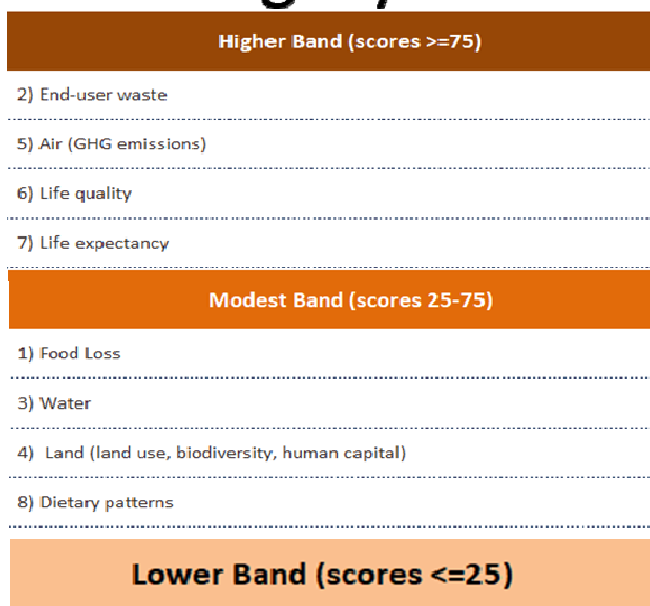 Higher Band (scores >=75)
2) End-user waste
5) Air (GHG emissions)
6) Life quality
7) Life expectancy
Modest Band (scores 25-75)
1) Food Loss
3) Water
4) Land (land use, biodiversity, human capital)
8) Dietary patterns
Lower Band (scores <=25)